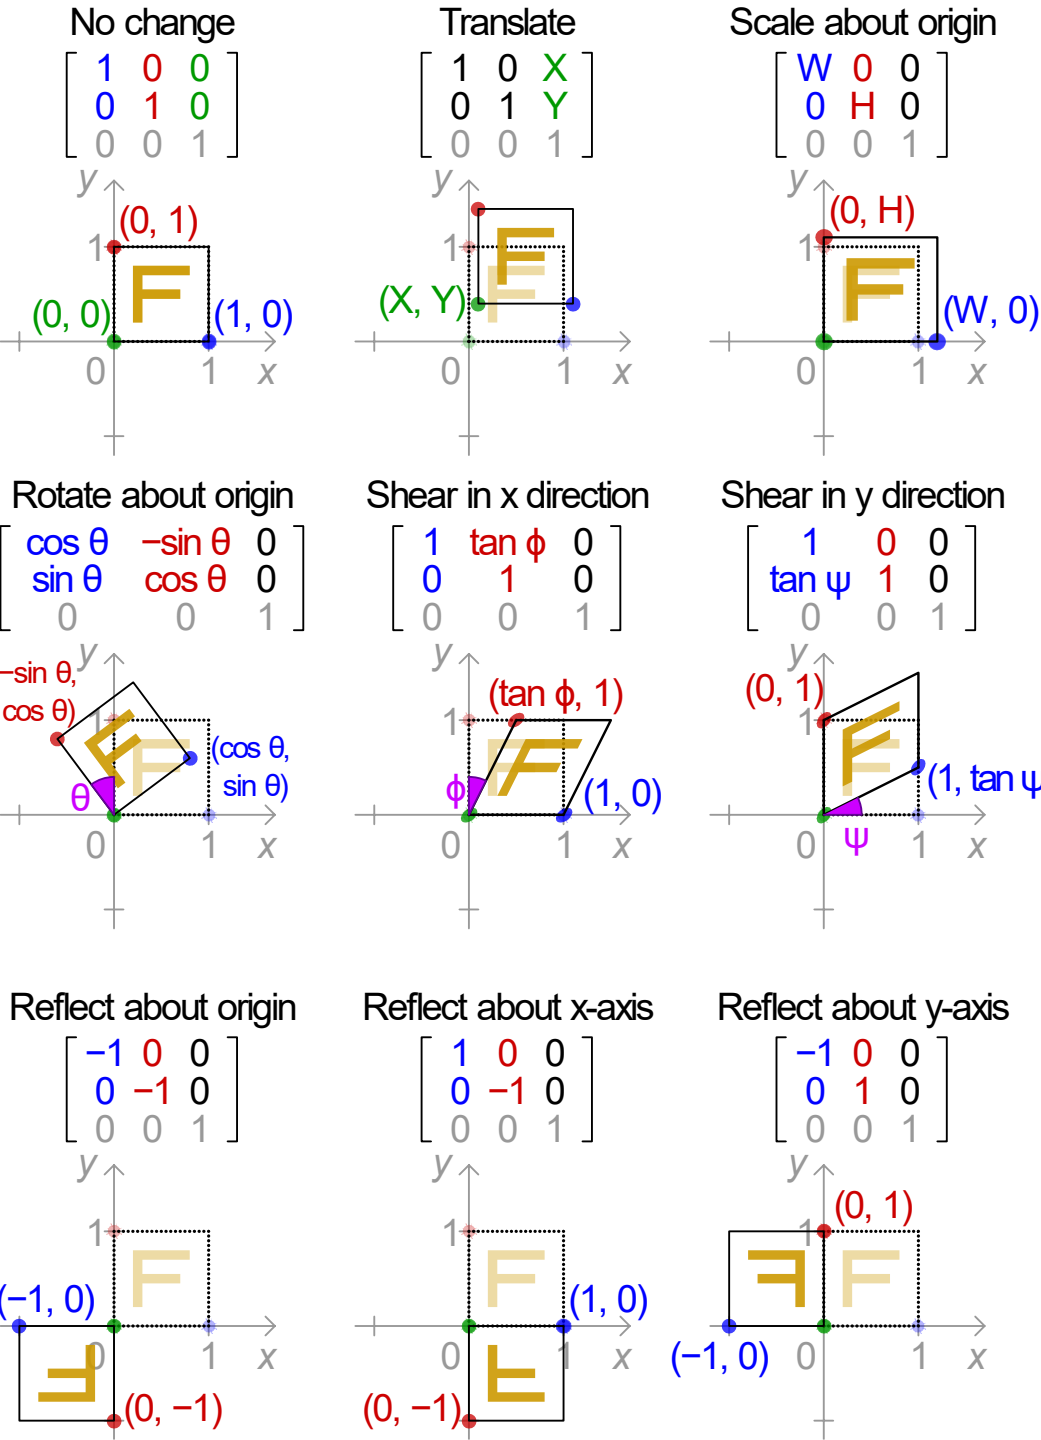 No change
1 0 0
0 1 0
0 0 1
y
(0, 1)
1
F
(0, 0)
(1, 0)
0
1
x
Translate
1 0 X
0 1 Y
0 0 1
y
1
F
F
(X, Y)
0
1
x
Scale about origin
W 0 0
0 H 0
0 0 1
y
(0, H)
1
F
F
(W, 0)
0
1
x
Rotate about origin
cos θ −sin θ 0
sin θ cos θ 0
0 0 1
y
−sin θ,
cos θ)
1
F
F
(cos θ,
sin θ)
θ
0
1
x
Shear in x direction
1 tan ϕ 0
0 1 0
0 0 1
y
(tan ϕ, 1)
1
F
F
ϕ
(1, 0)
0
1
x
Shear in y direction
1 0 0
tan ψ 1 0
0 0 1
y
(0, 1)
1
F
F
(1, tan ψ
ψ
0
1
x
Reflect about origin
−1 0 0
0 −1 0
0 0 1
y
1
F
(−1, 0)
0
1
x
F
(0, −1)
Reflect about x-axis
1 0 0
0 −1 0
0 0 1
y
1
F
(1, 0)
0
1
x
F
(0, −1)
Reflect about y-axis
−1 0 0
0 1 0
0 0 1
y
(0, 1)
1
F
F
(−1, 0)
0
1
x